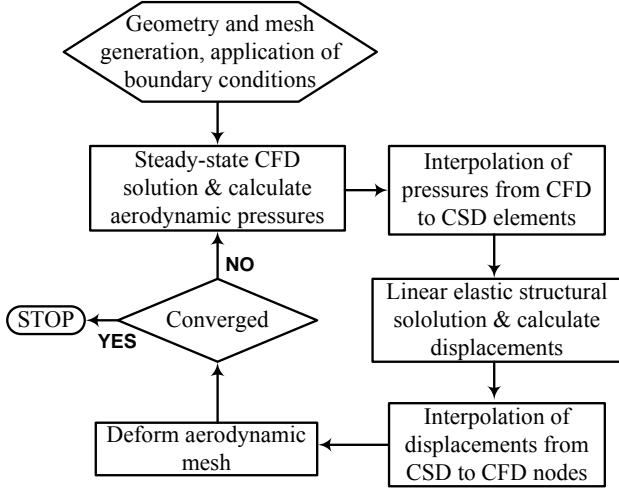 Geometry and mesh
generation, application of
boundary conditions
Steady-state CFD
solution & calculate
aerodynamic pressures
Interpolation of
pressures from CFD
to CSD elements
Linear elastic structural
sololution & calculate
displacements
Interpolation of
displacements from
CSD to CFD nodes
Deform aerodynamic
mesh
Converged
NO
YES
STOP